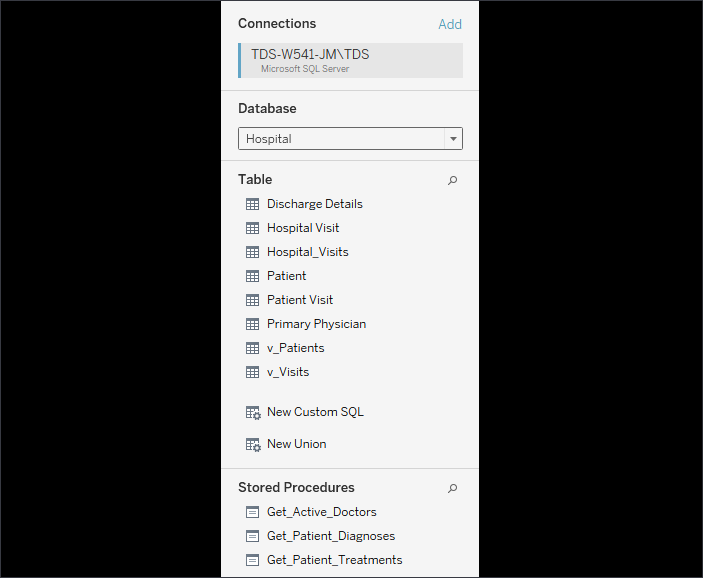 Connections Add
TDS-W541-JM\TDS
Microsoft SQL Server
Database
Hospital
Table
Discharge Details
Hospital Visit
Hospital_Visits
Patient
Patient Visit
Primary Physician
v_Patients
v_Visits
New Custom SQL
New Union
Stored Procedures
Get_Active_Doctors
Get_Patient_Diagnoses
Get_Patient_Treatments